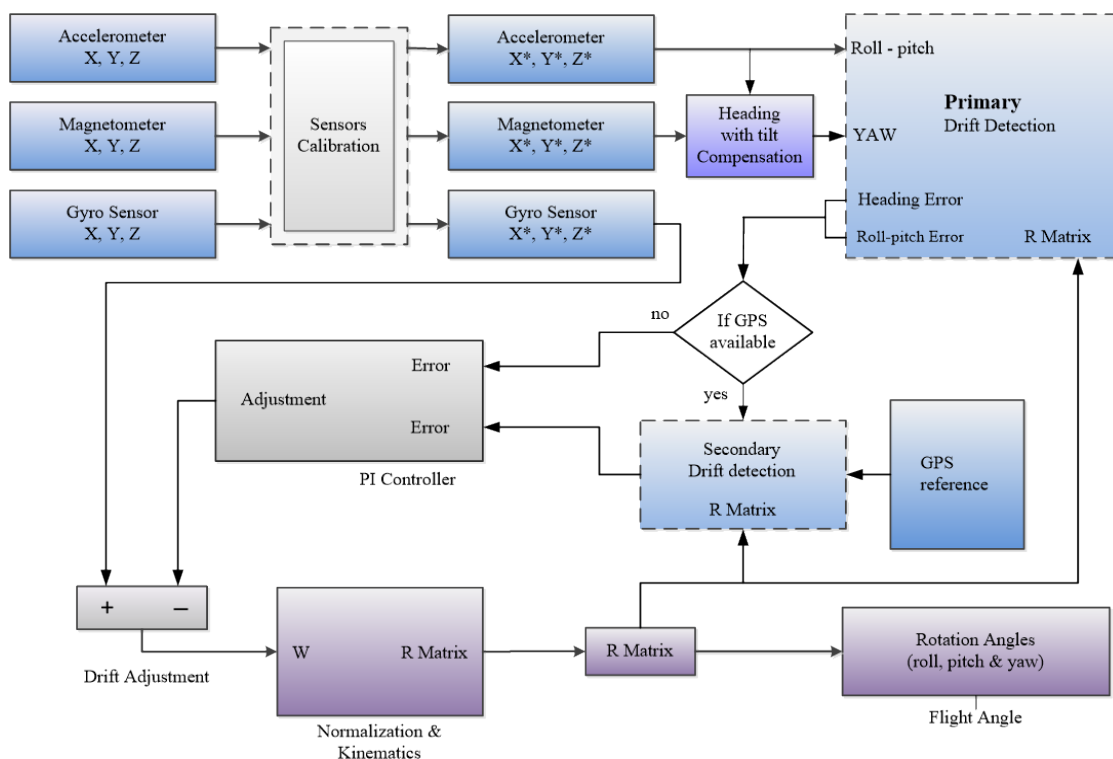 Accelerometer
X, Y, Z
Magnetometer
X, Y, Z
Gyro Sensor
X, Y, Z
Sensors
Calibration
Accelerometer
X*, Y*, Z*
Magnetometer
X*, Y*, Z*
Gyro Sensor
X*, Y*, Z*
Heading
with tilt
Compensation
Roll - pitch
Primary
Drift Detection
YAW
Heading Error
Roll-pitch Error
R Matrix
If GPS
available
no
yes
Error
Adjustment
Error
PI Controller
Secondary
Drift detection
R Matrix
GPS
reference
+ –
Drift Adjustment
W R Matrix
Normalization &
Kinematics
R Matrix
Rotation Angles
(roll, pitch & yaw)
Flight Angle